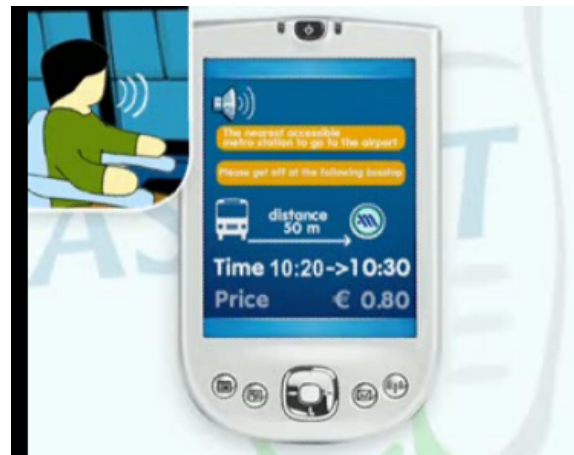 The nearest accessible
metro station to go to the airport
Please get off at the following busstop
distance
50 m
Time 10:20->10:30
Price € 0.80